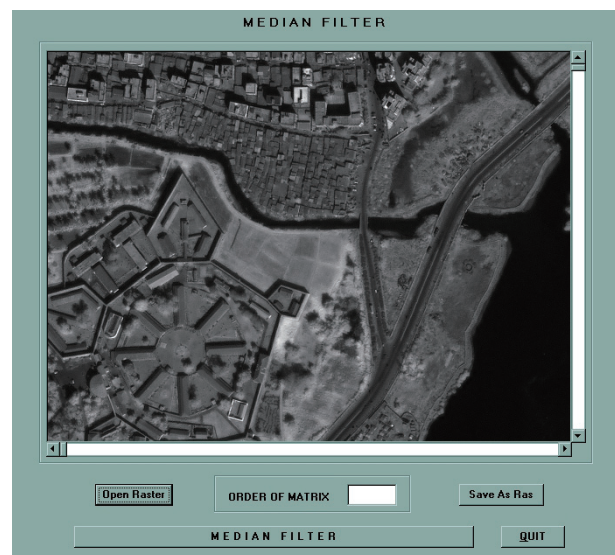 MEDIAN FILTER
Open Raster
ORDER OF MATRIX
Save As Ras
MEDIAN FILTER
QUIT